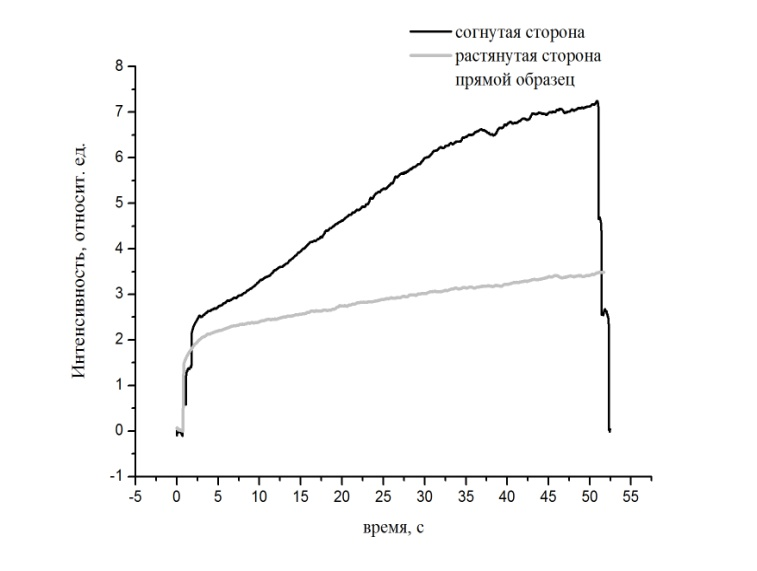 согнутая сторона
растянутая сторона
прямой образец
8
7
6
5
4
3
2
1
0
-1
Интенсивность, относит. ед.
-5 0 5 10 15 20 25 30 35 40 45 50 55
время, с